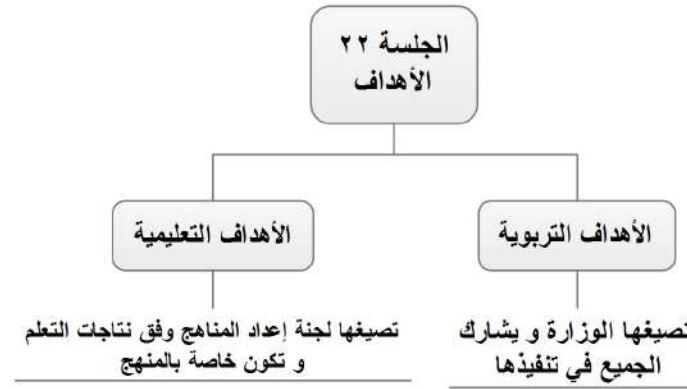 الجلسة ٢٢
الأهداف
الأهداف التربوية
الأهداف التعليمية
تصيغها الوزارة و يشارك
الجميع في تنفيذها
تصيغها لجنة إعداد المناهج وفق نتاجات التعلم
و تكون خاصة بالمنهج